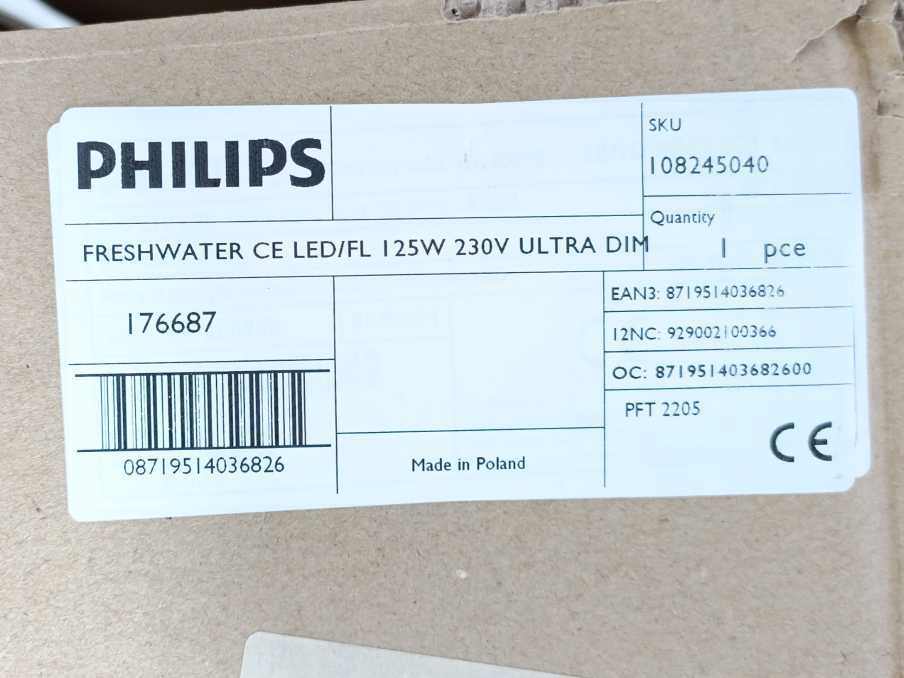 PHILIPS
SKU
108245040
FRESHWATER CE LED/FL 125W 230V ULTRA DIM
Quantity
1 pce
176687
EAN3: 8719514036826
12NC: 929002100366
OC: 871951403682600
PFT 2205
CE
08719514036826
Made in Poland